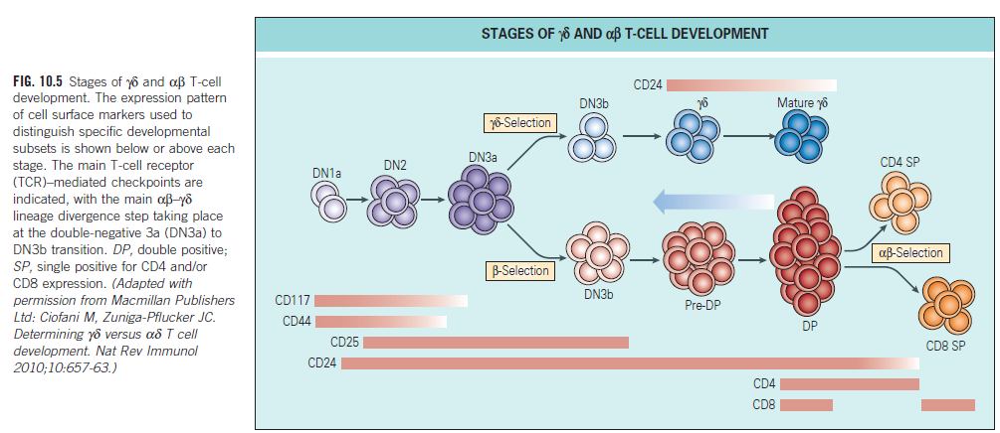 FIG. 10.5 Stages of γδ and αβ T-cell
development. The expression pattern
of cell surface markers used to
distinguish specific developmental
subsets is shown below or above each
stage. The main T-cell receptor
(TCR)–mediated checkpoints are
indicated, with the main αβ–γδ
lineage divergence step taking place
at the double-negative 3a (DN3a) to
DN3b transition. DP, double positive;
SP, single positive for CD4 and/or
CD8 expression. (Adapted with
permission from Macmillan Publishers
Ltd: Ciofani M, Zuniga-Pflucker JC.
Determining γδ versus αδ T cell
development. Nat Rev Immunol
2010;10:657-63.)
STAGES OF γδ AND αβ T-CELL DEVELOPMENT
CD24
DN3b
γδ
Mature γδ
γδ-Selection
DN1a
DN2
DN3a
CD4 SP
β-Selection
αβ-Selection
DN3b
Pre-DP
DP
CD8 SP
CD117
CD44
CD25
CD24
CD4
CD8